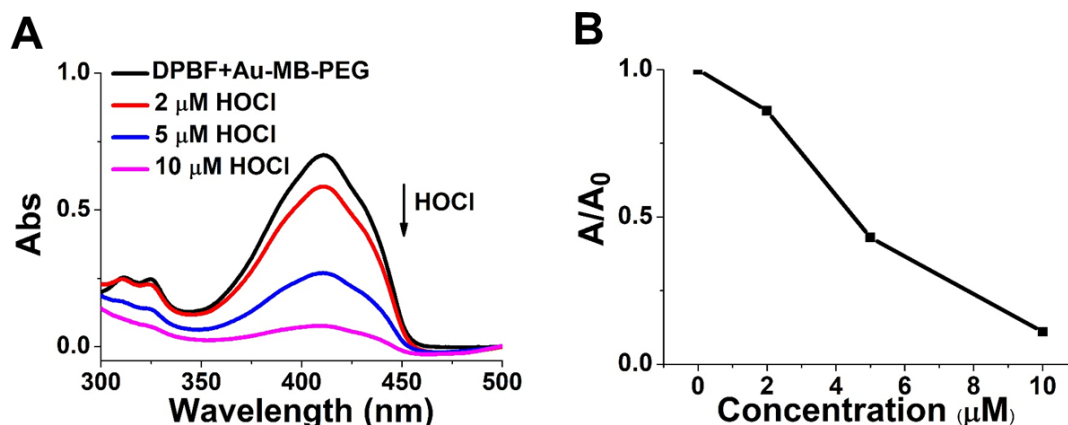 A
DPBF+Au-MB-PEG
2 μM HOCl
5 μM HOCl
10 μM HOCl
HOCl
1.0
0.5
0.0
Abs
300 350 400 450 500
Wavelength (nm)
B
1.0
0.5
0.0
A/A0
0 2 4 6 8 10
Concentration (μM)